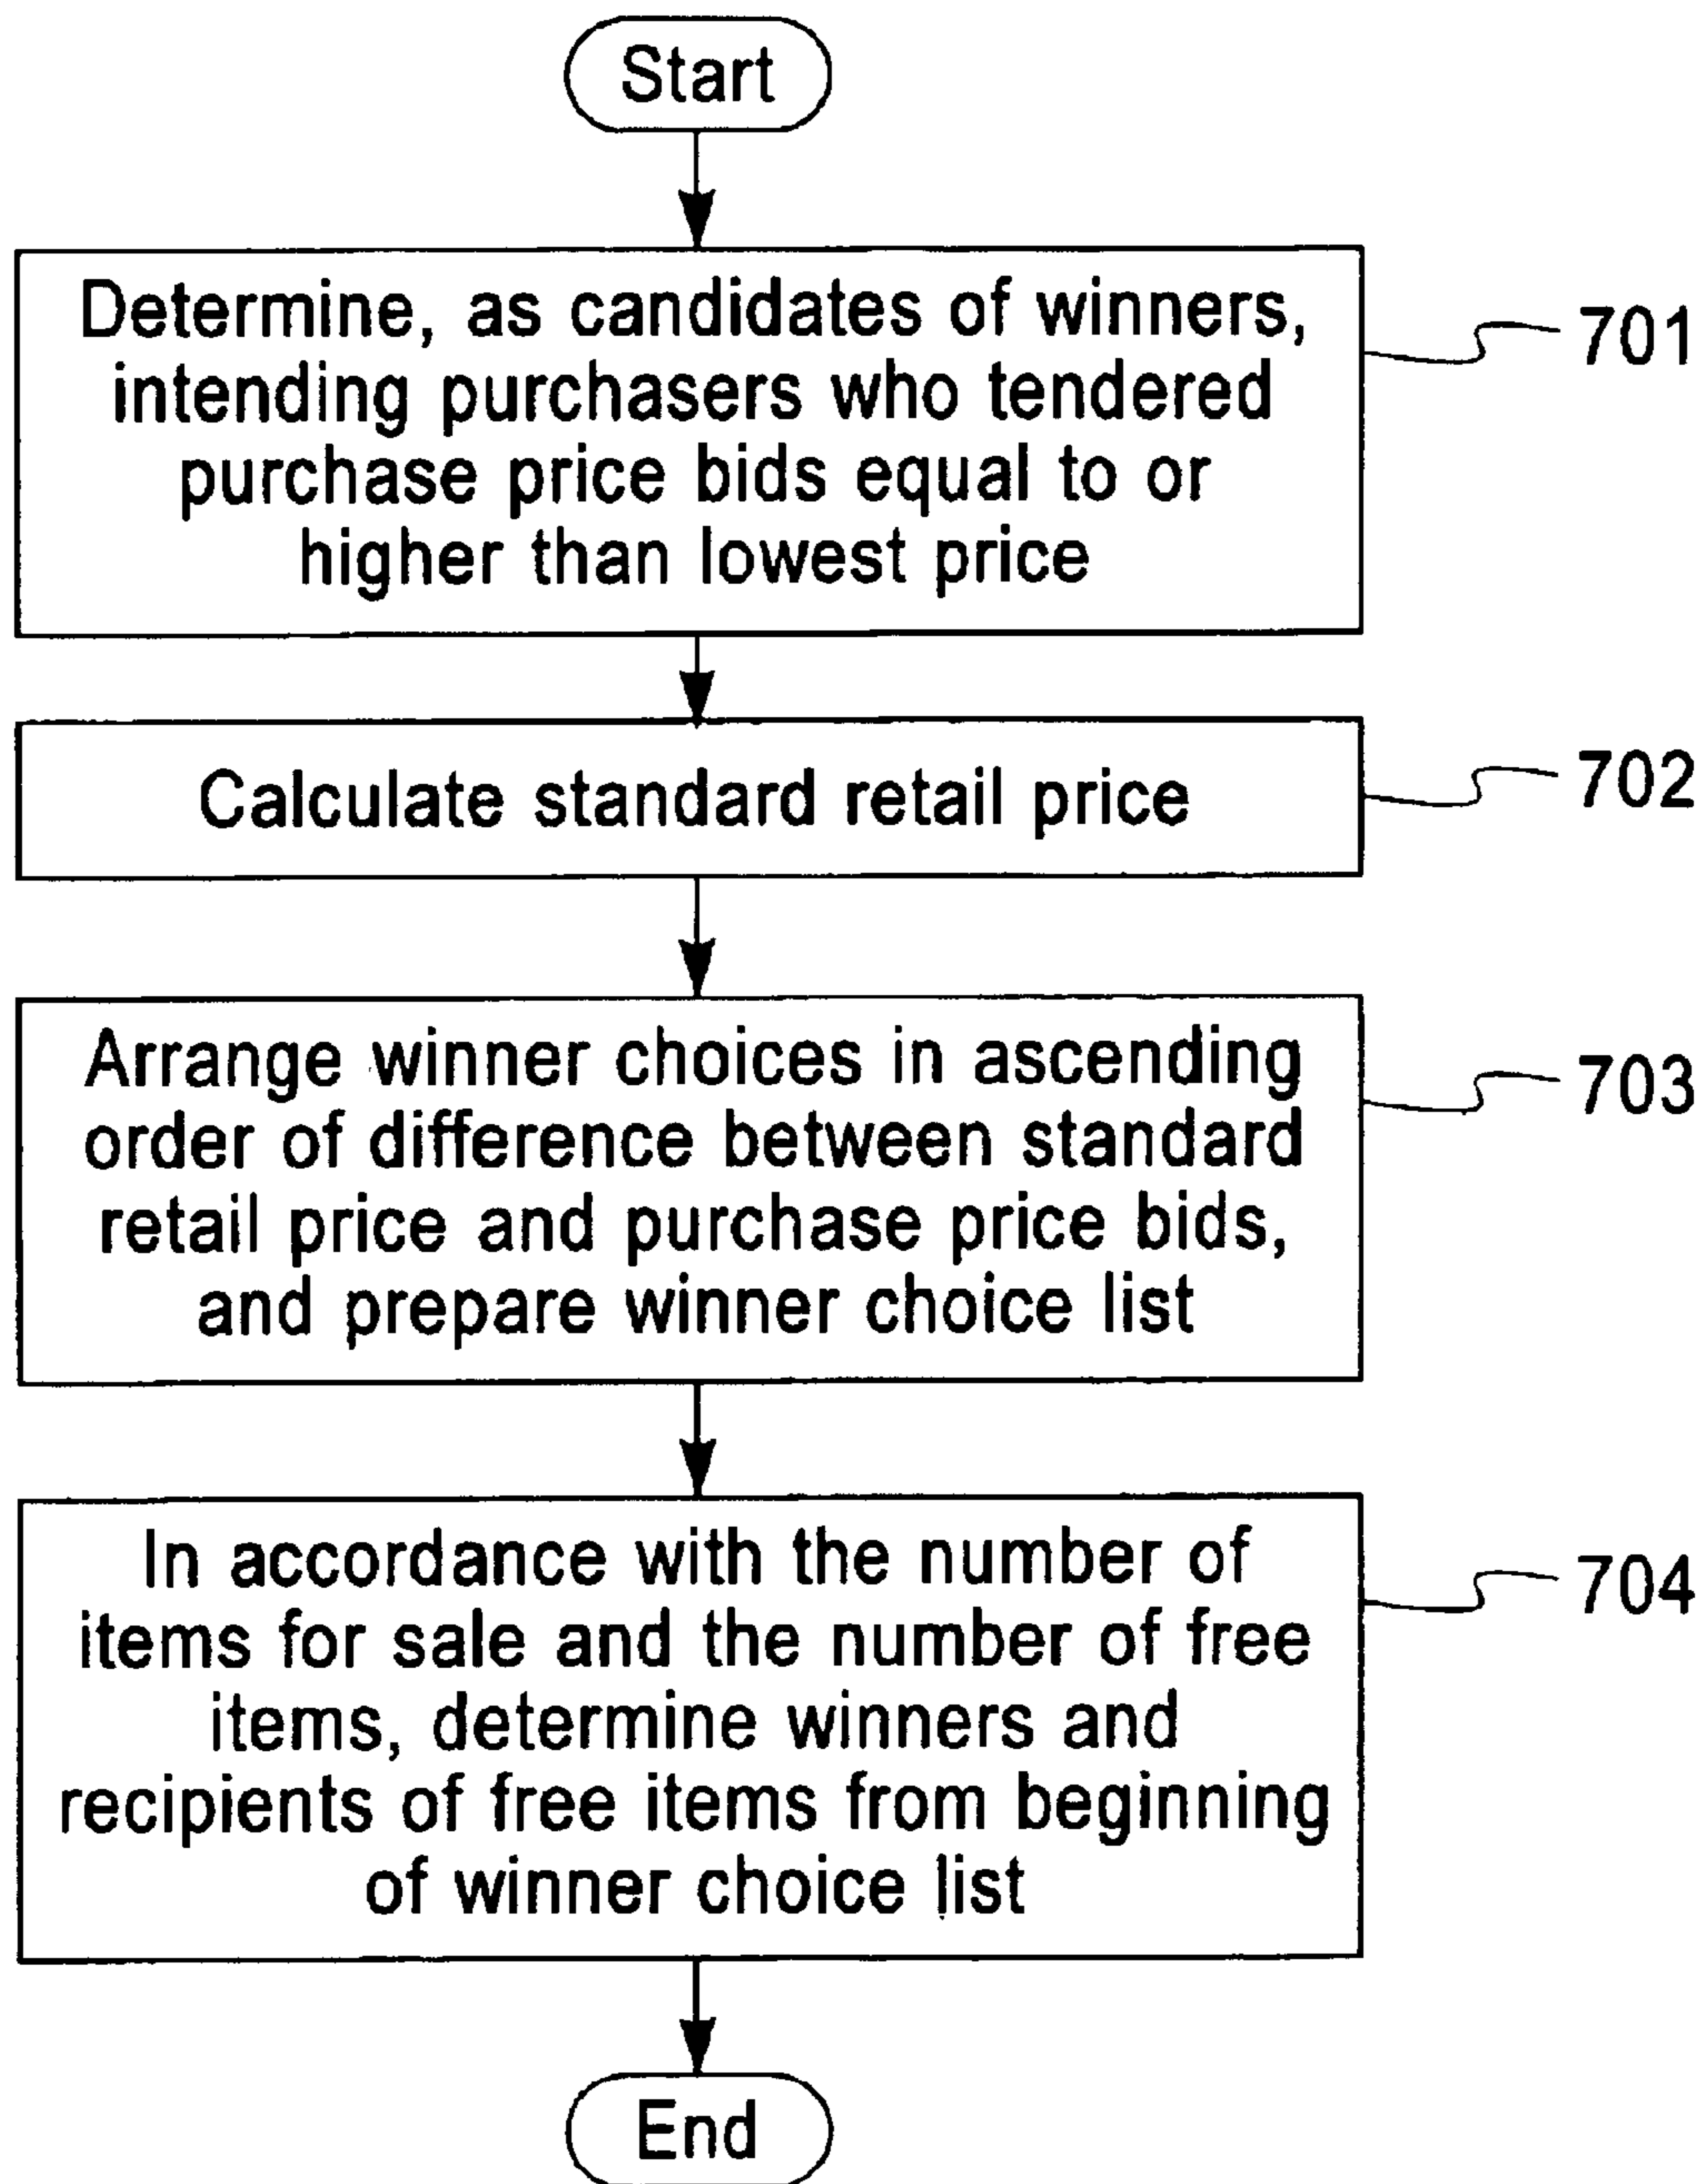 Start
Determine, as candidates of winners,
intending purchasers who tendered
purchase price bids equal to or
higher than lowest price
701
Calculate standard retail price
702
Arrange winner choices in ascending
order of difference between standard
retail price and purchase price bids,
and prepare winner choice list
703
In accordance with the number of
items for sale and the number of free
items, determine winners and
recipients of free items from beginning
of winner choice list
704
End